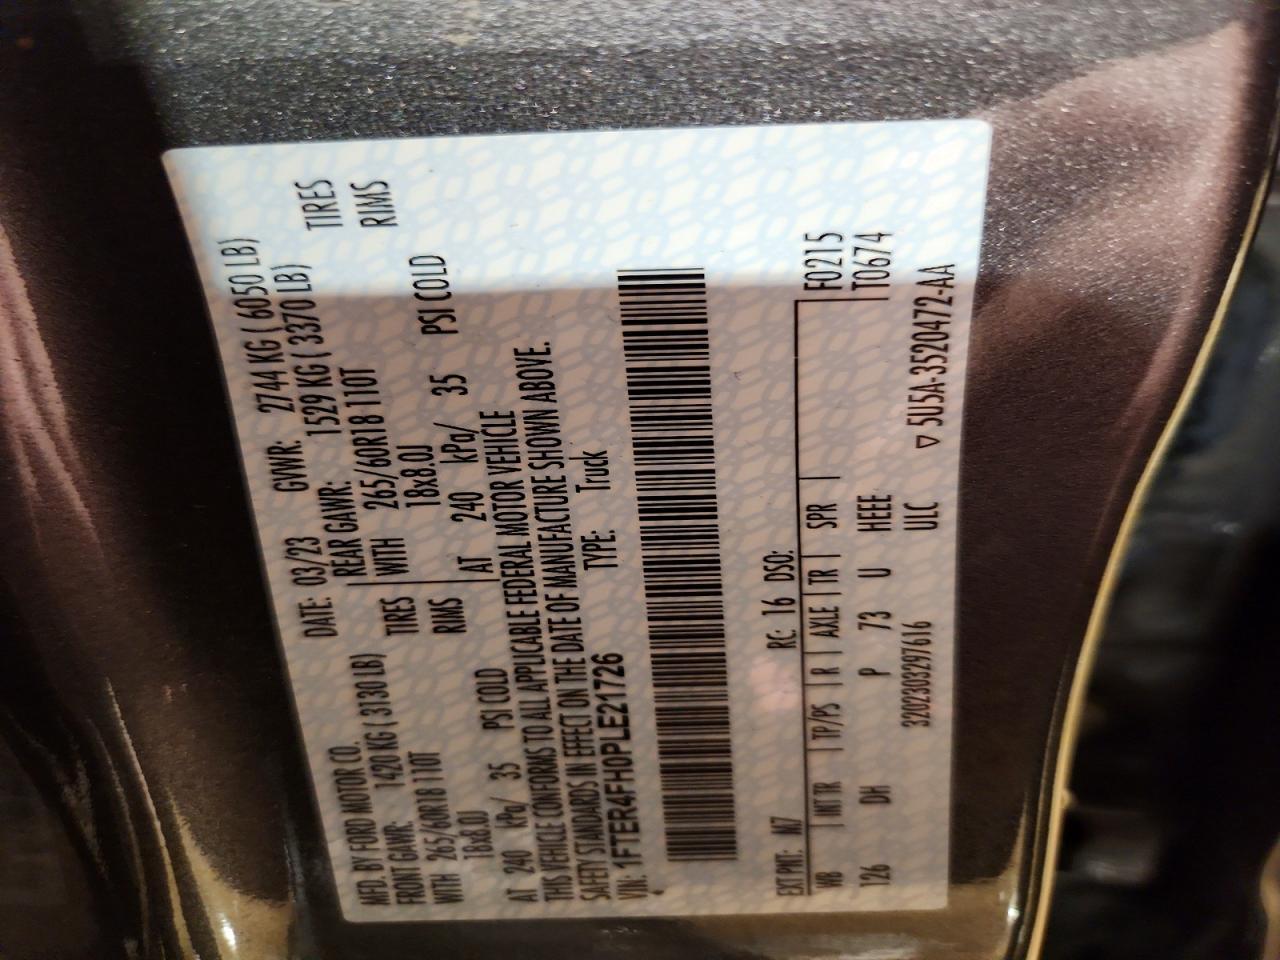 MFD. BY FORD MOTOR CO. DATE: 03/23 GVWR: 2744 KG ( 6050 LB)
FRONT GAWR: 1420 KG ( 3130 LB) REAR GAWR: 1529 KG ( 3370 LB)
WITH 265/60R18 110T TIRES WITH 265/60R18 110T TIRES
18x8.0J RIMS 18x8.0J RIMS
AT 240 kPa/ 35 PSI COLD AT 240 kPa/ 35 PSI COLD
THIS VEHICLE CONFORMS TO ALL APPLICABLE FEDERAL MOTOR VEHICLE
SAFETY STANDARDS IN EFFECT ON THE DATE OF MANUFACTURE SHOWN ABOVE.
VIN: 1FTER4FH0PLE21726 TYPE: Truck
EXT PNT: M7 RC: 16 DSO:
WB INT TR TP/PS R AXLE TR SPR F0215
126 DH P 73 U HEEE T0674
3202303297616 ULC ▽ 5U5A-3520472-AA